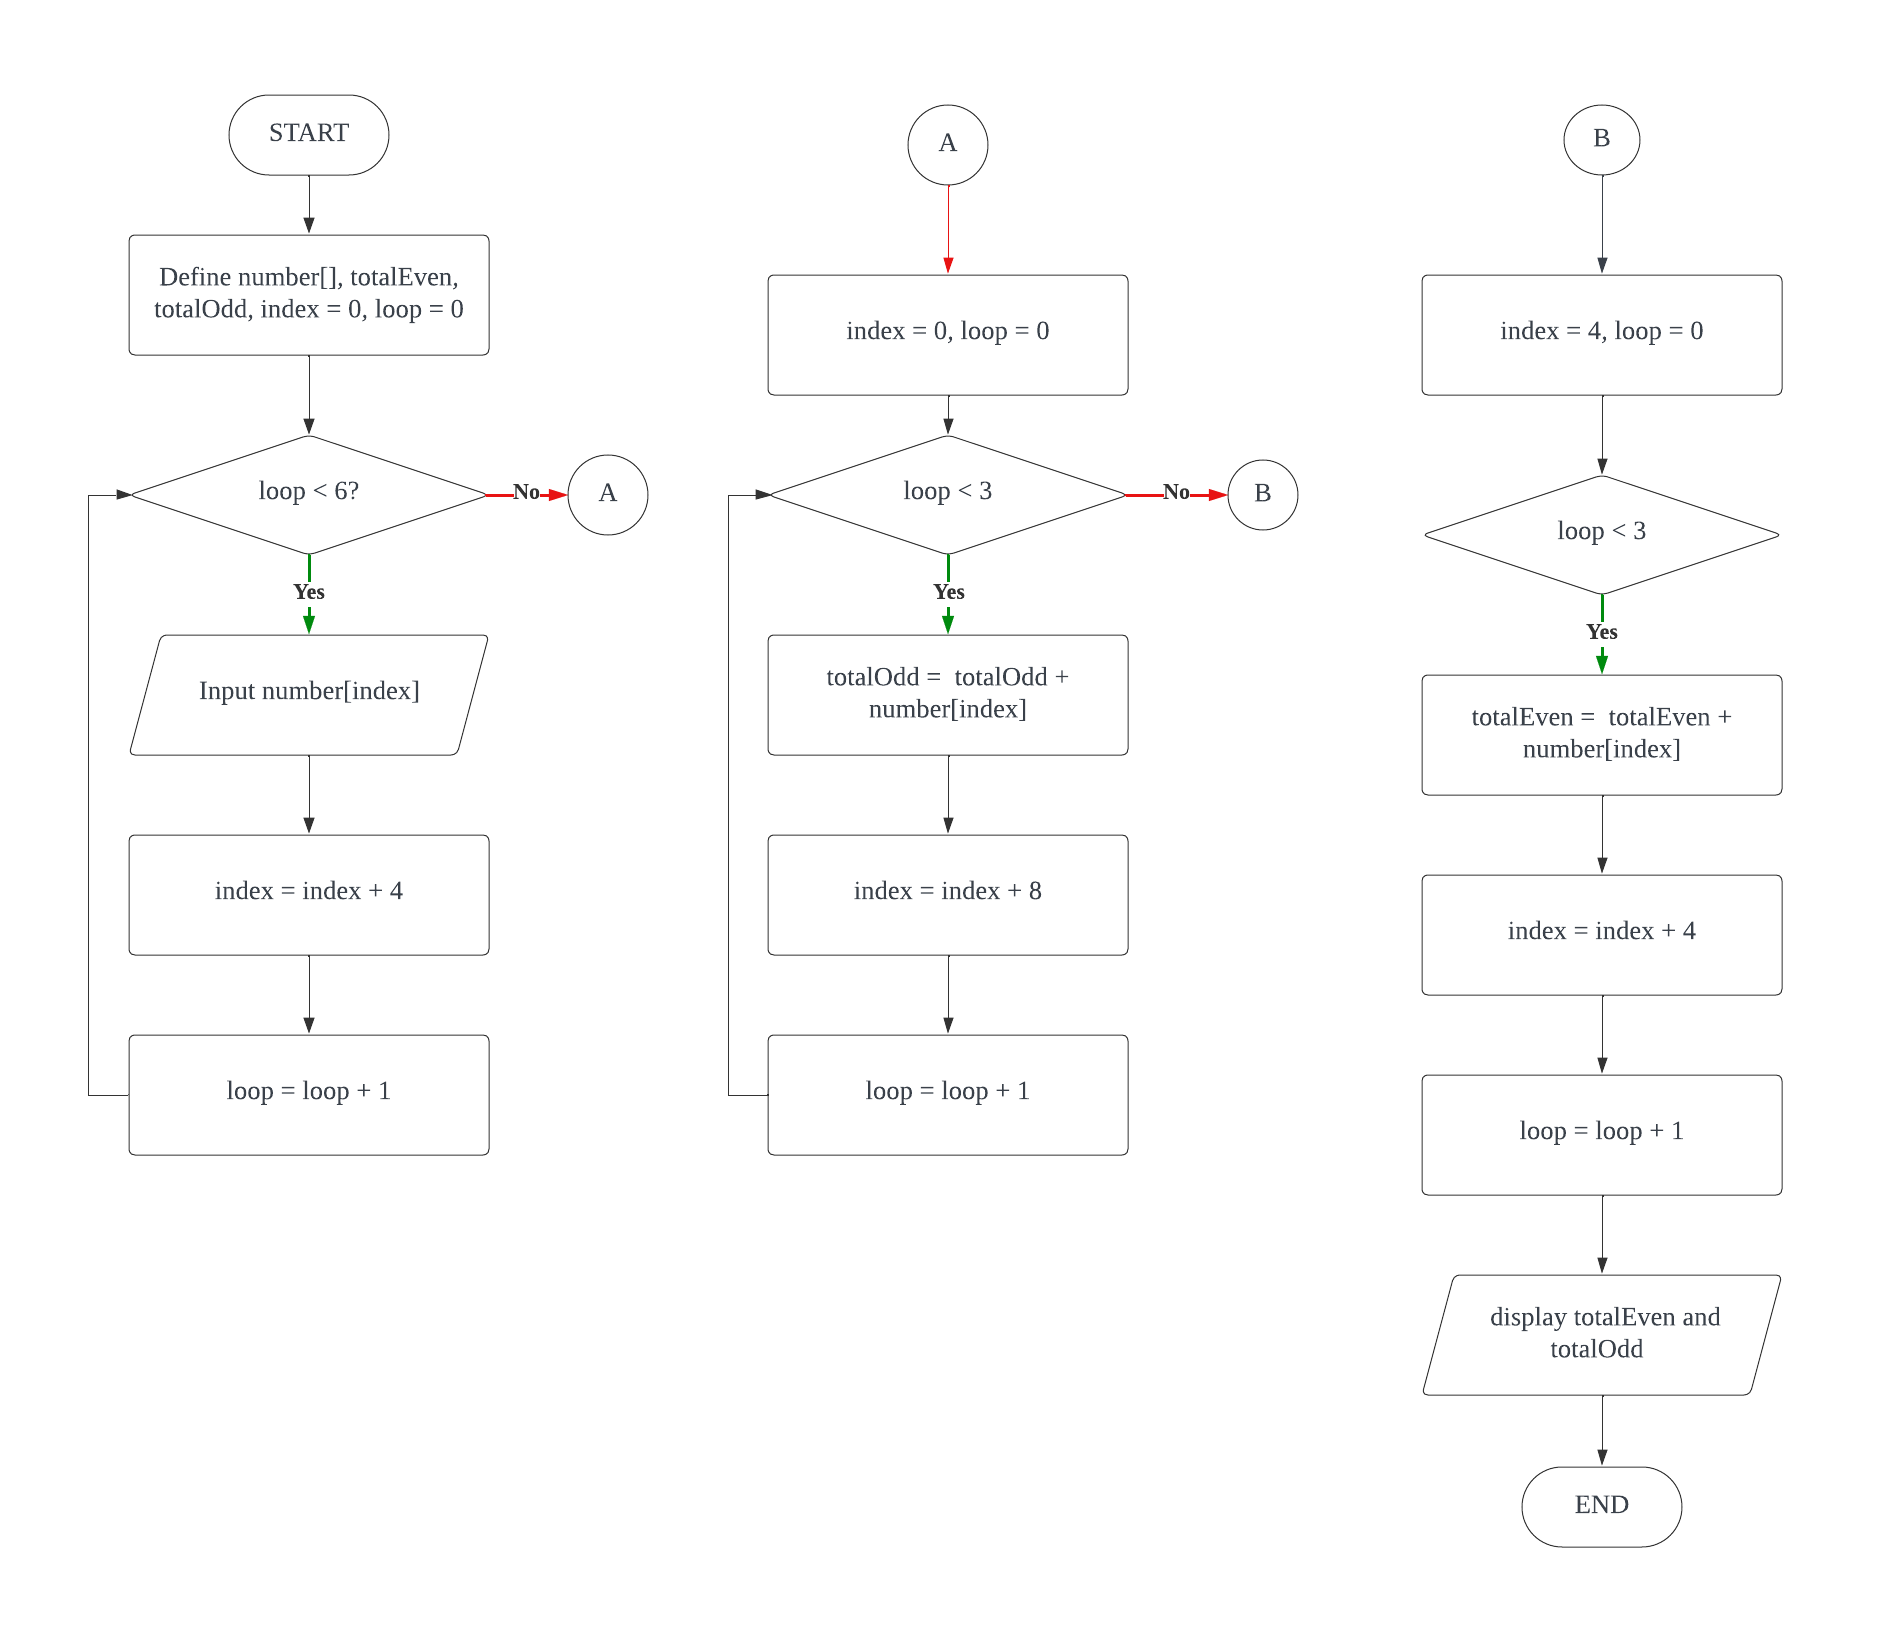 START
Define number[], totalEven,
totalOdd, index = 0, loop = 0
loop < 6?
No
A
Yes
Input number[index]
index = index + 4
loop = loop + 1
A
index = 0, loop = 0
loop < 3
No
B
Yes
totalOdd = totalOdd +
number[index]
index = index + 8
loop = loop + 1
B
index = 4, loop = 0
loop < 3
Yes
totalEven = totalEven +
number[index]
index = index + 4
loop = loop + 1
display totalEven and
totalOdd
END